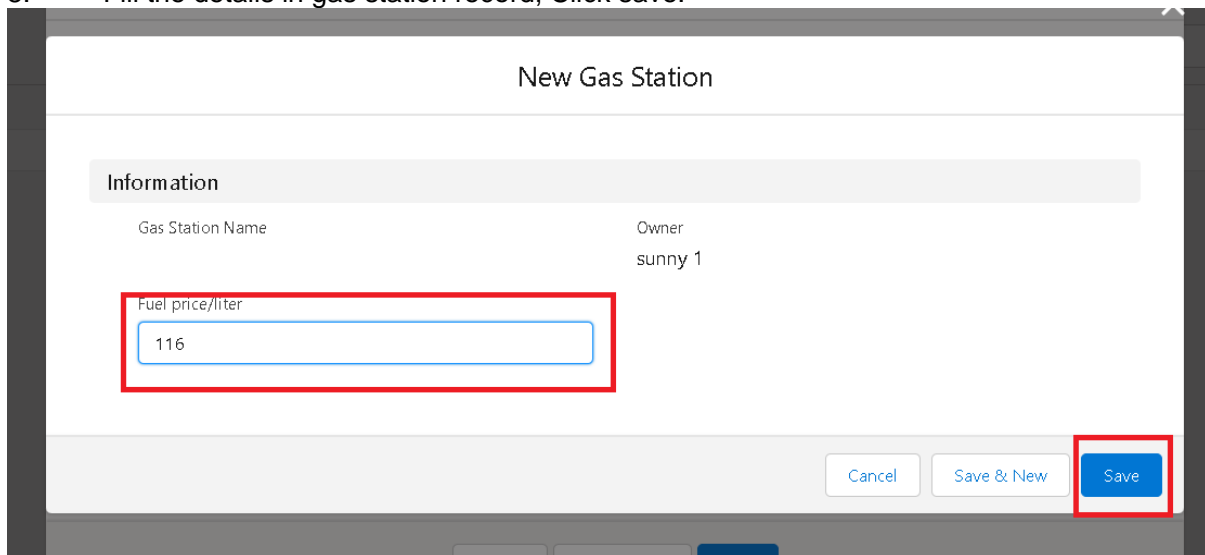 Fill the details in gas station record, Click save.
New Gas Station
Information
Gas Station Name
Owner
sunny 1
Fuel price/liter
116
Cancel
Save & New
Save